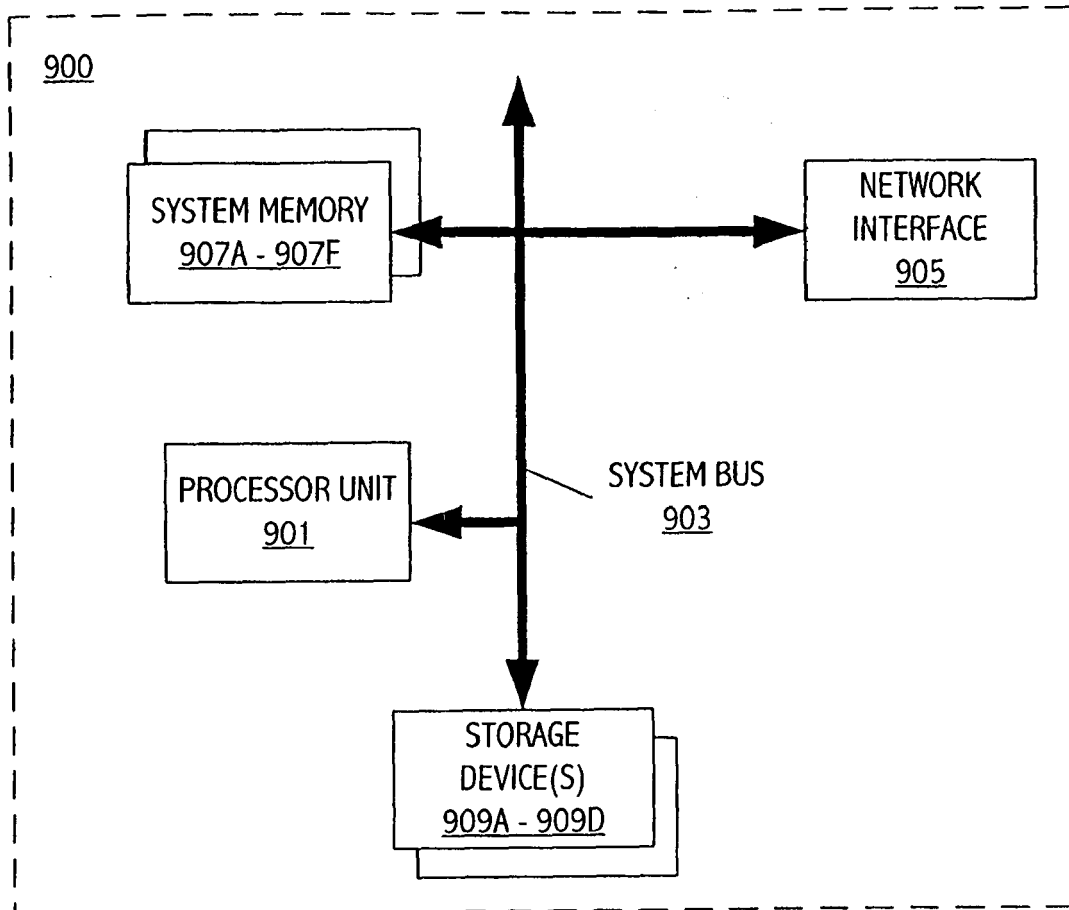 900
SYSTEM MEMORY
907A - 907F
NETWORK
INTERFACE
905
PROCESSOR UNIT
901
SYSTEM BUS
903
STORAGE
DEVICE(S)
909A - 909D